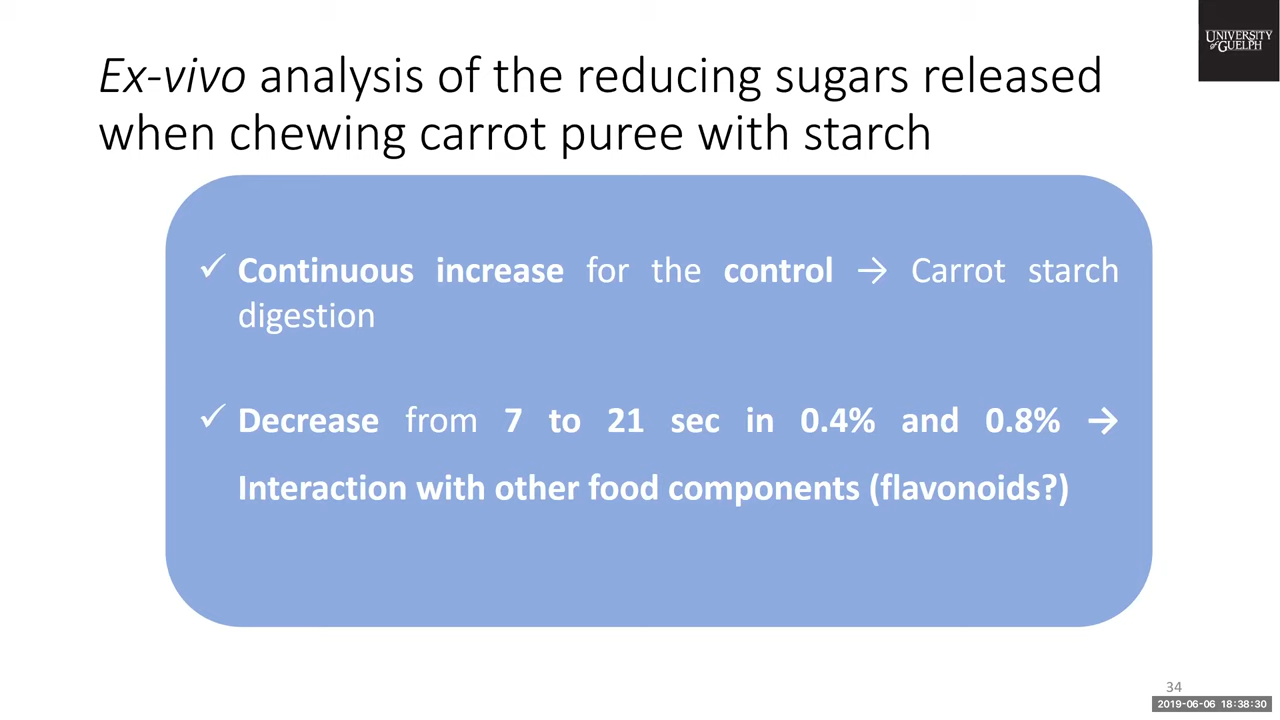 UNIVERSITY
of GUELPH
Ex-vivo analysis of the reducing sugars released
when chewing carrot puree with starch
✓ Continuous increase for the control → Carrot starch
digestion
✓ Decrease from 7 to 21 sec in 0.4% and 0.8% →
Interaction with other food components (flavonoids?)
34
2019-06-06 18:38:30